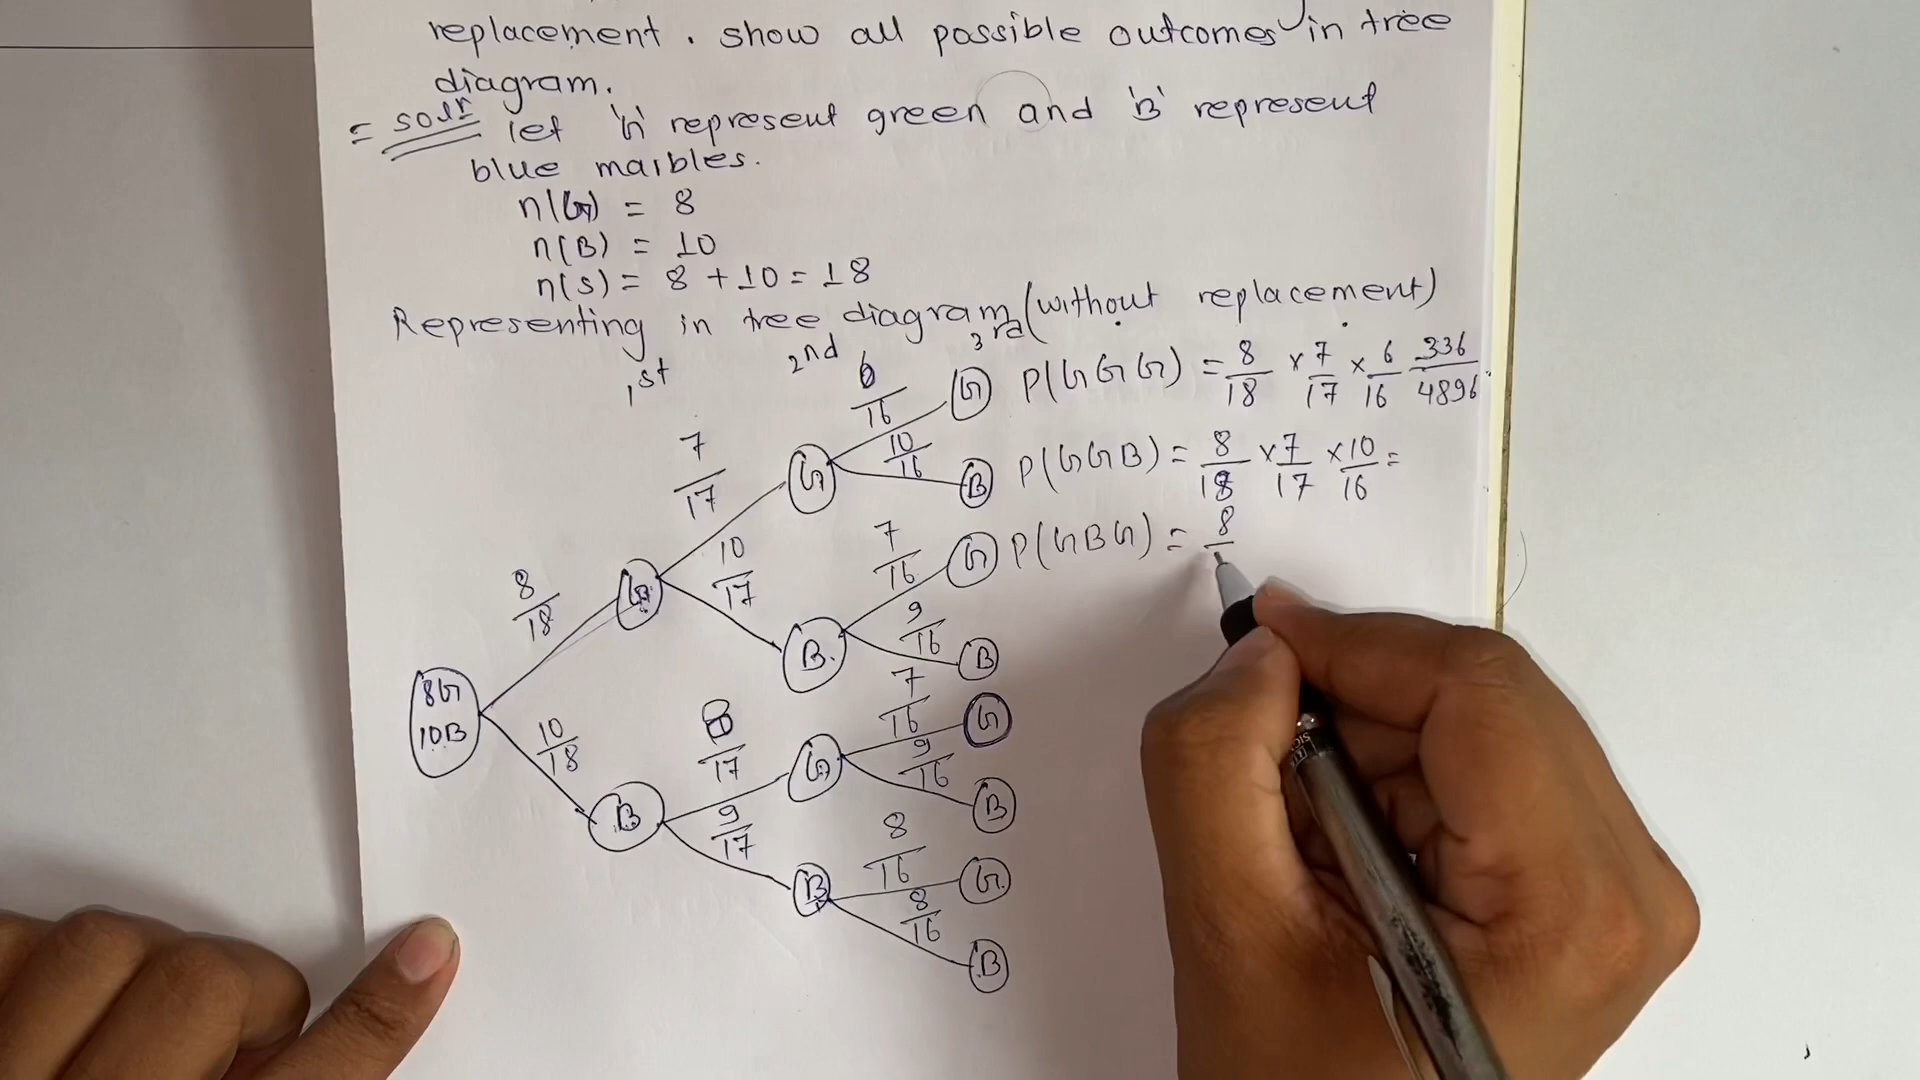 replacement. show all possible outcomes in tree
diagram.
= soln let 'G' represent green and 'B' represent
blue marbles.
n(G) = 8
n(B) = 10
n(s) = 8 + 10 = 18
Representing in tree diagram (without replacement)
1st 2nd 3rd
8G
10B
8/18 G
10/18 B
7/17 G
10/17 B
8/17 G
9/17 B
6/16 G P(GGG) = 8/18 × 7/17 × 6/16 336/4896
10/16 B P(GGB) = 8/18 × 7/17 × 10/16 =
7/16 G P(GBG) = 8
9/16 B
7/16 G
9/16 B
8/16 G
8/16 B